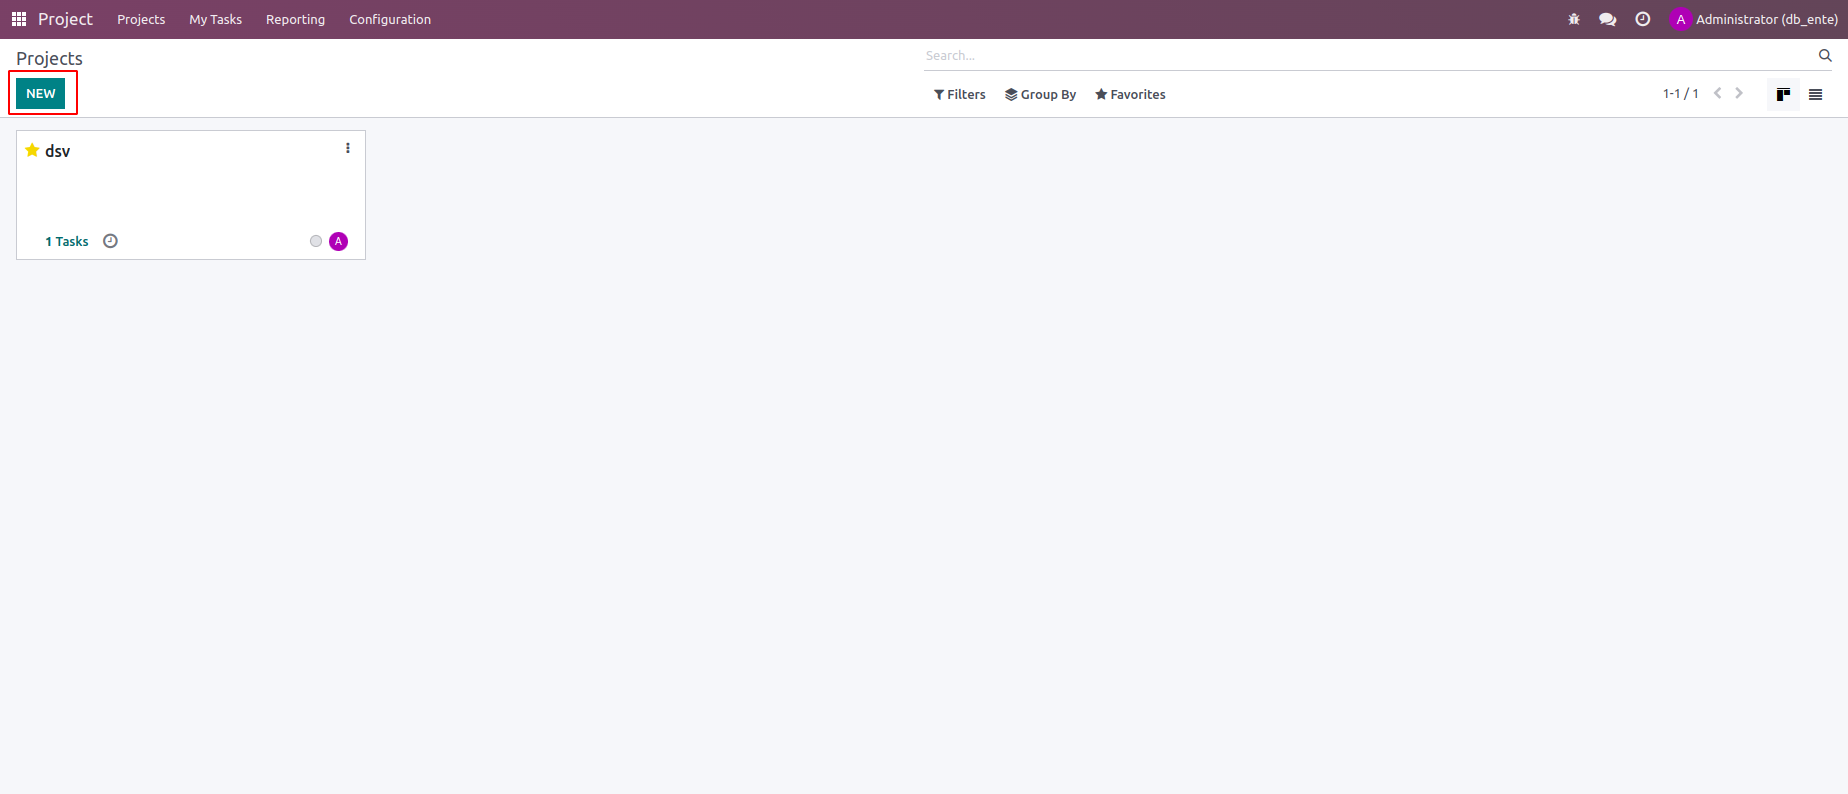 Project Projects My Tasks Reporting Configuration A Administrator (db_ente)
Projects Search...
NEW Filters Group By Favorites 1-1 / 1
dsv
1 Tasks A